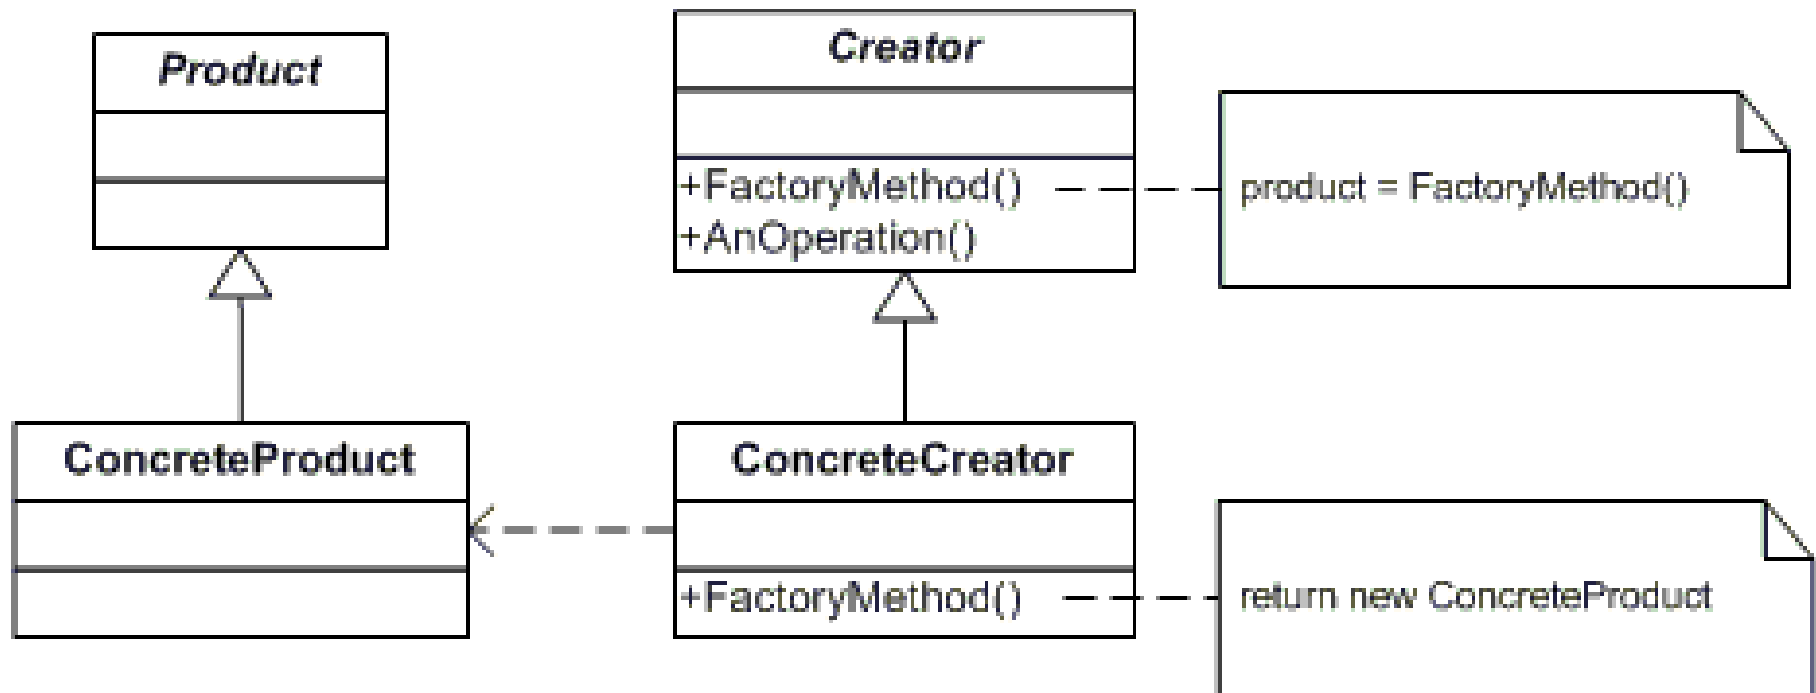 Product
Creator
+FactoryMethod()
+AnOperation()
product = FactoryMethod()
ConcreteProduct
ConcreteCreator
+FactoryMethod()
return new ConcreteProduct